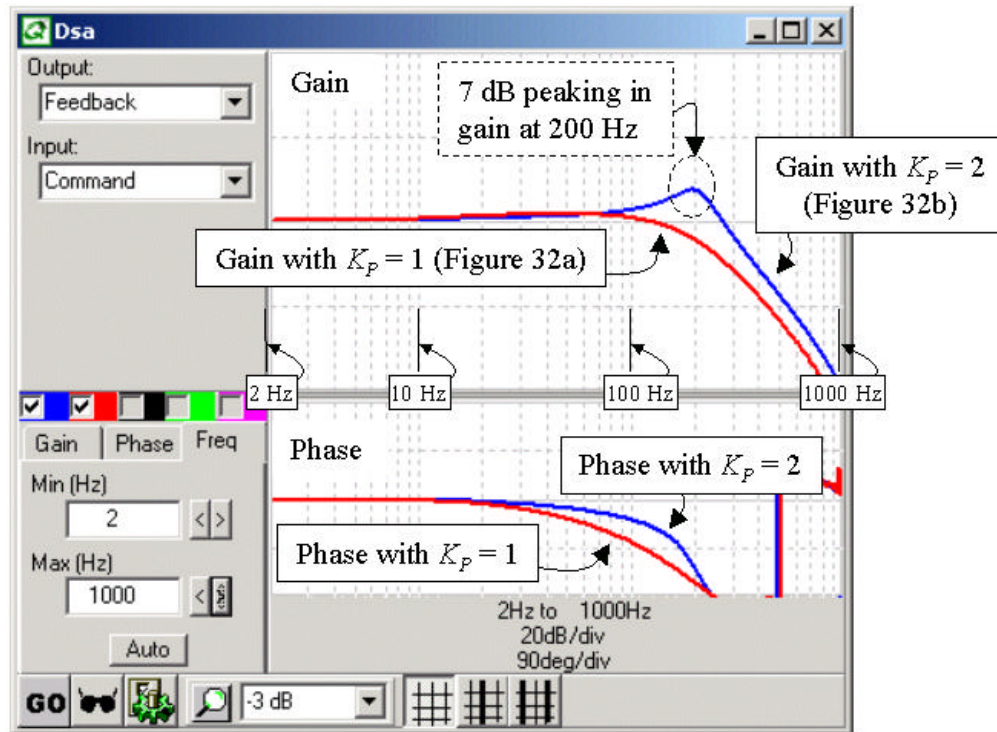 Dsa
Output:
Feedback
Input:
Command
Gain
7 dB peaking in
gain at 200 Hz
Gain with KP = 2
(Figure 32b)
Gain with KP = 1 (Figure 32a)
2 Hz
10 Hz
100 Hz
1000 Hz
Gain
Phase
Freq
Min (Hz)
2
< >
Max (Hz)
1000
<
Auto
Phase
Phase with KP = 2
Phase with KP = 1
2Hz to 1000Hz
20dB/div
90deg/div
GO
-3 dB